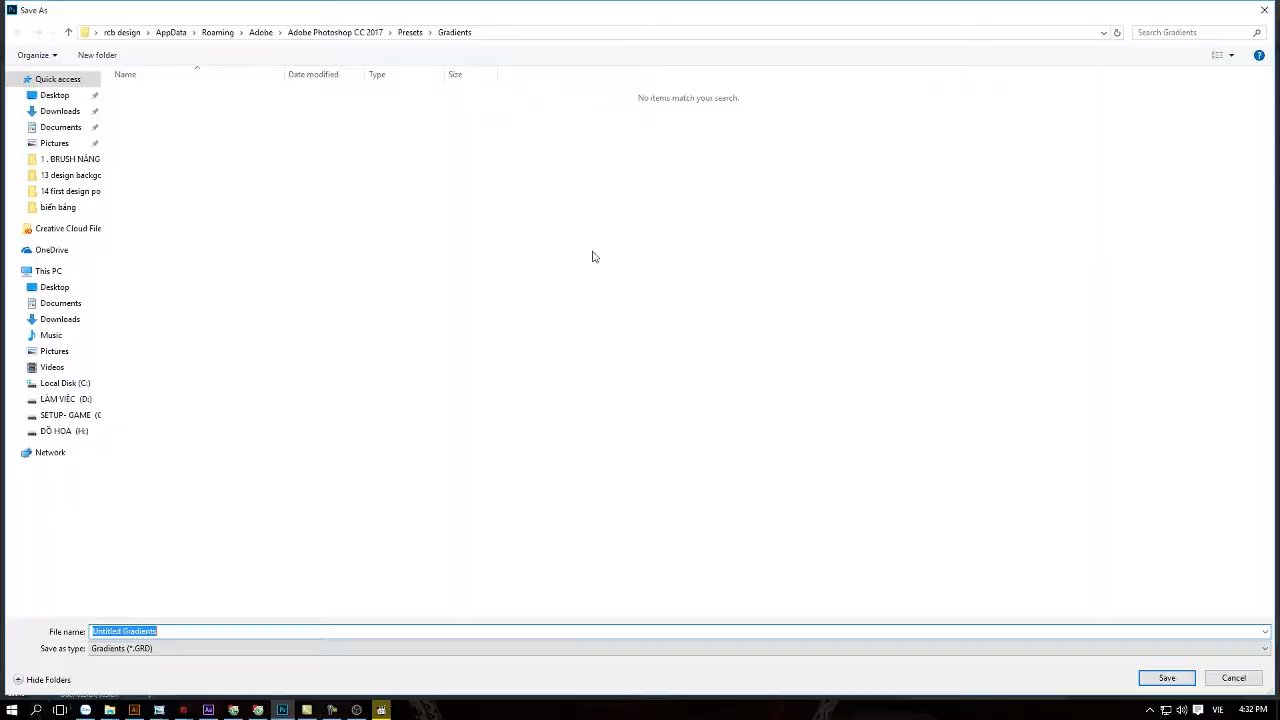 Save As
rcb design > AppData > Roaming > Adobe > Adobe Photoshop CC 2017 > Presets > Gradients
Search Gradients
Organize
New folder
Name
Date modified
Type
Size
No items match your search.
Quick access
Desktop
Downloads
Documents
Pictures
1 . BRUSH NẮNG
13 design backgc
14 first design po
biển bảng
Creative Cloud File
OneDrive
This PC
Desktop
Documents
Downloads
Music
Pictures
Videos
Local Disk (C:)
LÀM VIỆC (D:)
SETUP- GAME (G
ĐỒ HỌA (H:)
Network
File name:
Untitled Gradients
Save as type:
Gradients (*.GRD)
Hide Folders
Save
Cancel
VIE
4:32 PM